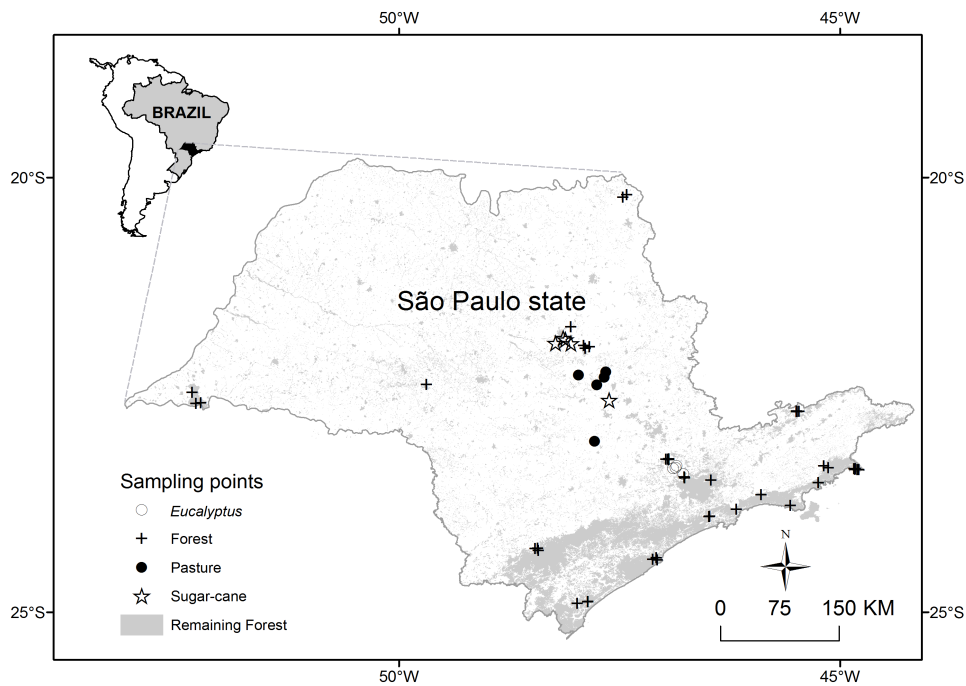 50°W 45°W
BRAZIL
20°S 20°S
São Paulo state
Sampling points
Eucalyptus
Forest
Pasture
Sugar-cane
Remaining Forest
N
0 75 150 KM
25°S 25°S
50°W 45°W